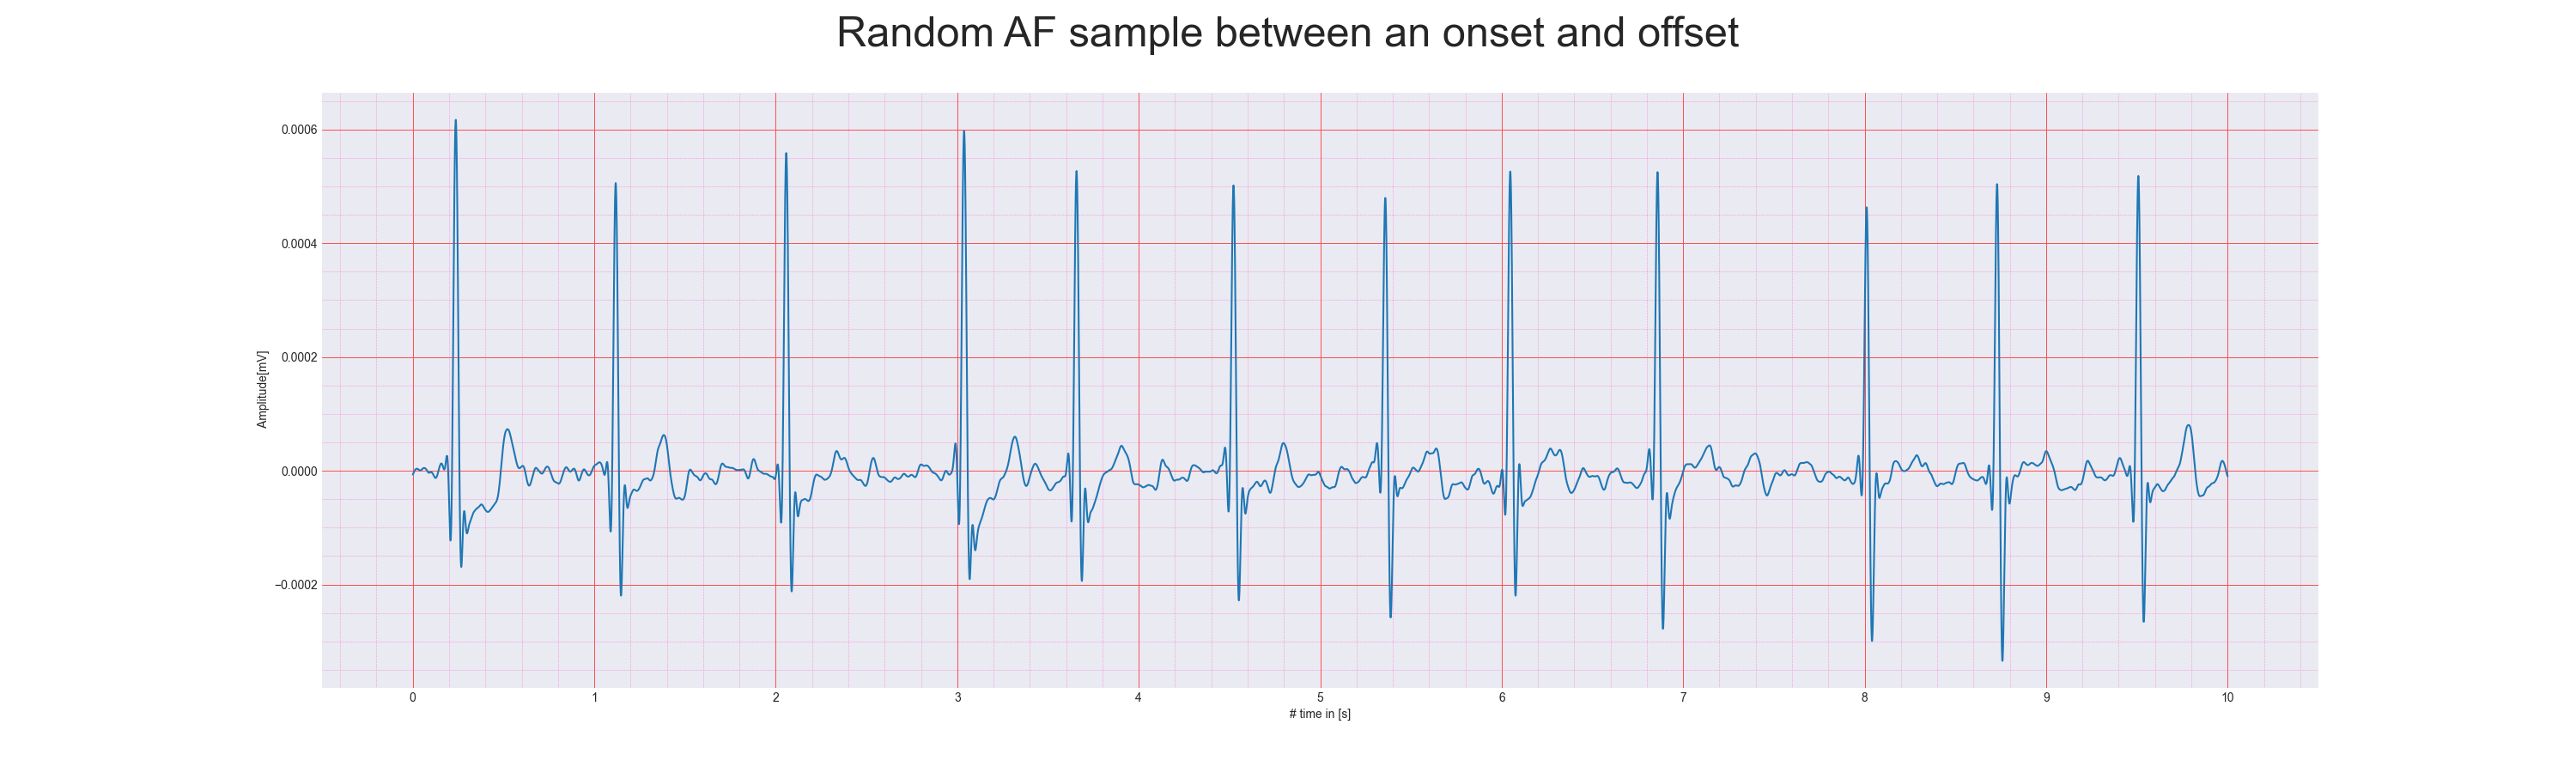 Random AF sample between an onset and offset
0.0006
0.0004
0.0002
0.0000
−0.0002
Amplitude[mV]
0 1 2 3 4 5 6 7 8 9 10
# time in [s]